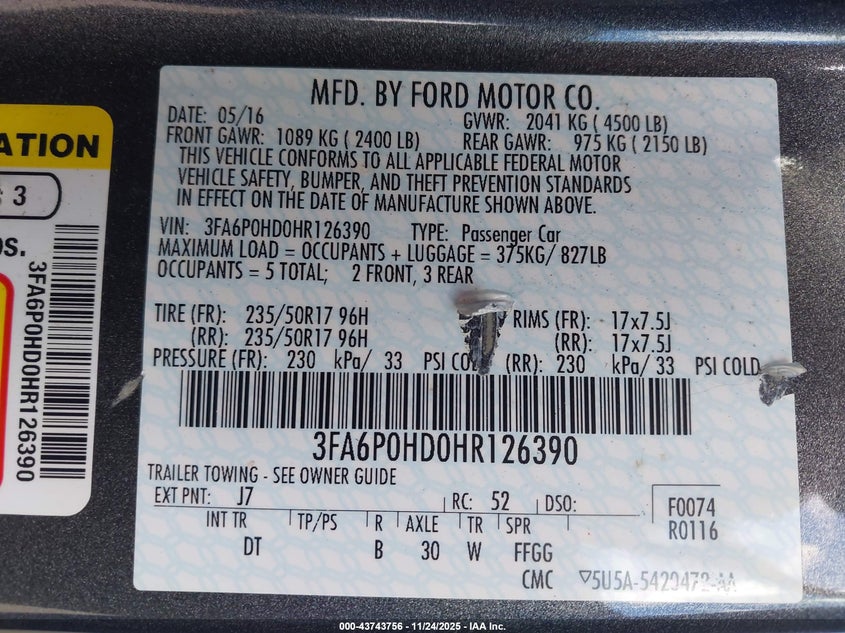 ATION
3
OS.
3FA6P0HD0HR126390
MFD. BY FORD MOTOR CO.
DATE: 05/16 GVWR: 2041 KG ( 4500 LB)
FRONT GAWR: 1089 KG ( 2400 LB) REAR GAWR: 975 KG ( 2150 LB)
THIS VEHICLE CONFORMS TO ALL APPLICABLE FEDERAL MOTOR
VEHICLE SAFETY, BUMPER, AND THEFT PREVENTION STANDARDS
IN EFFECT ON THE DATE OF MANUFACTURE SHOWN ABOVE.
VIN: 3FA6P0HD0HR126390 TYPE: Passenger Car
MAXIMUM LOAD = OCCUPANTS + LUGGAGE = 375KG/ 827LB
OCCUPANTS = 5 TOTAL; 2 FRONT, 3 REAR
TIRE (FR): 235/50R17 96H RIMS (FR): 17x7.5J
(RR): 235/50R17 96H (RR): 17x7.5J
PRESSURE (FR): 230 kPa/ 33 PSI COLD (RR): 230 kPa/ 33 PSI COLD
3FA6P0HD0HR126390
TRAILER TOWING - SEE OWNER GUIDE
EXT PNT: J7 RC: 52 DSO: F0074
R0116
INT TR TP/PS R AXLE TR SPR
DT B 30 W FFGG
CMC ▽5U5A-5420472-AA
000-43743756 - 11/24/2025 - IAA Inc.